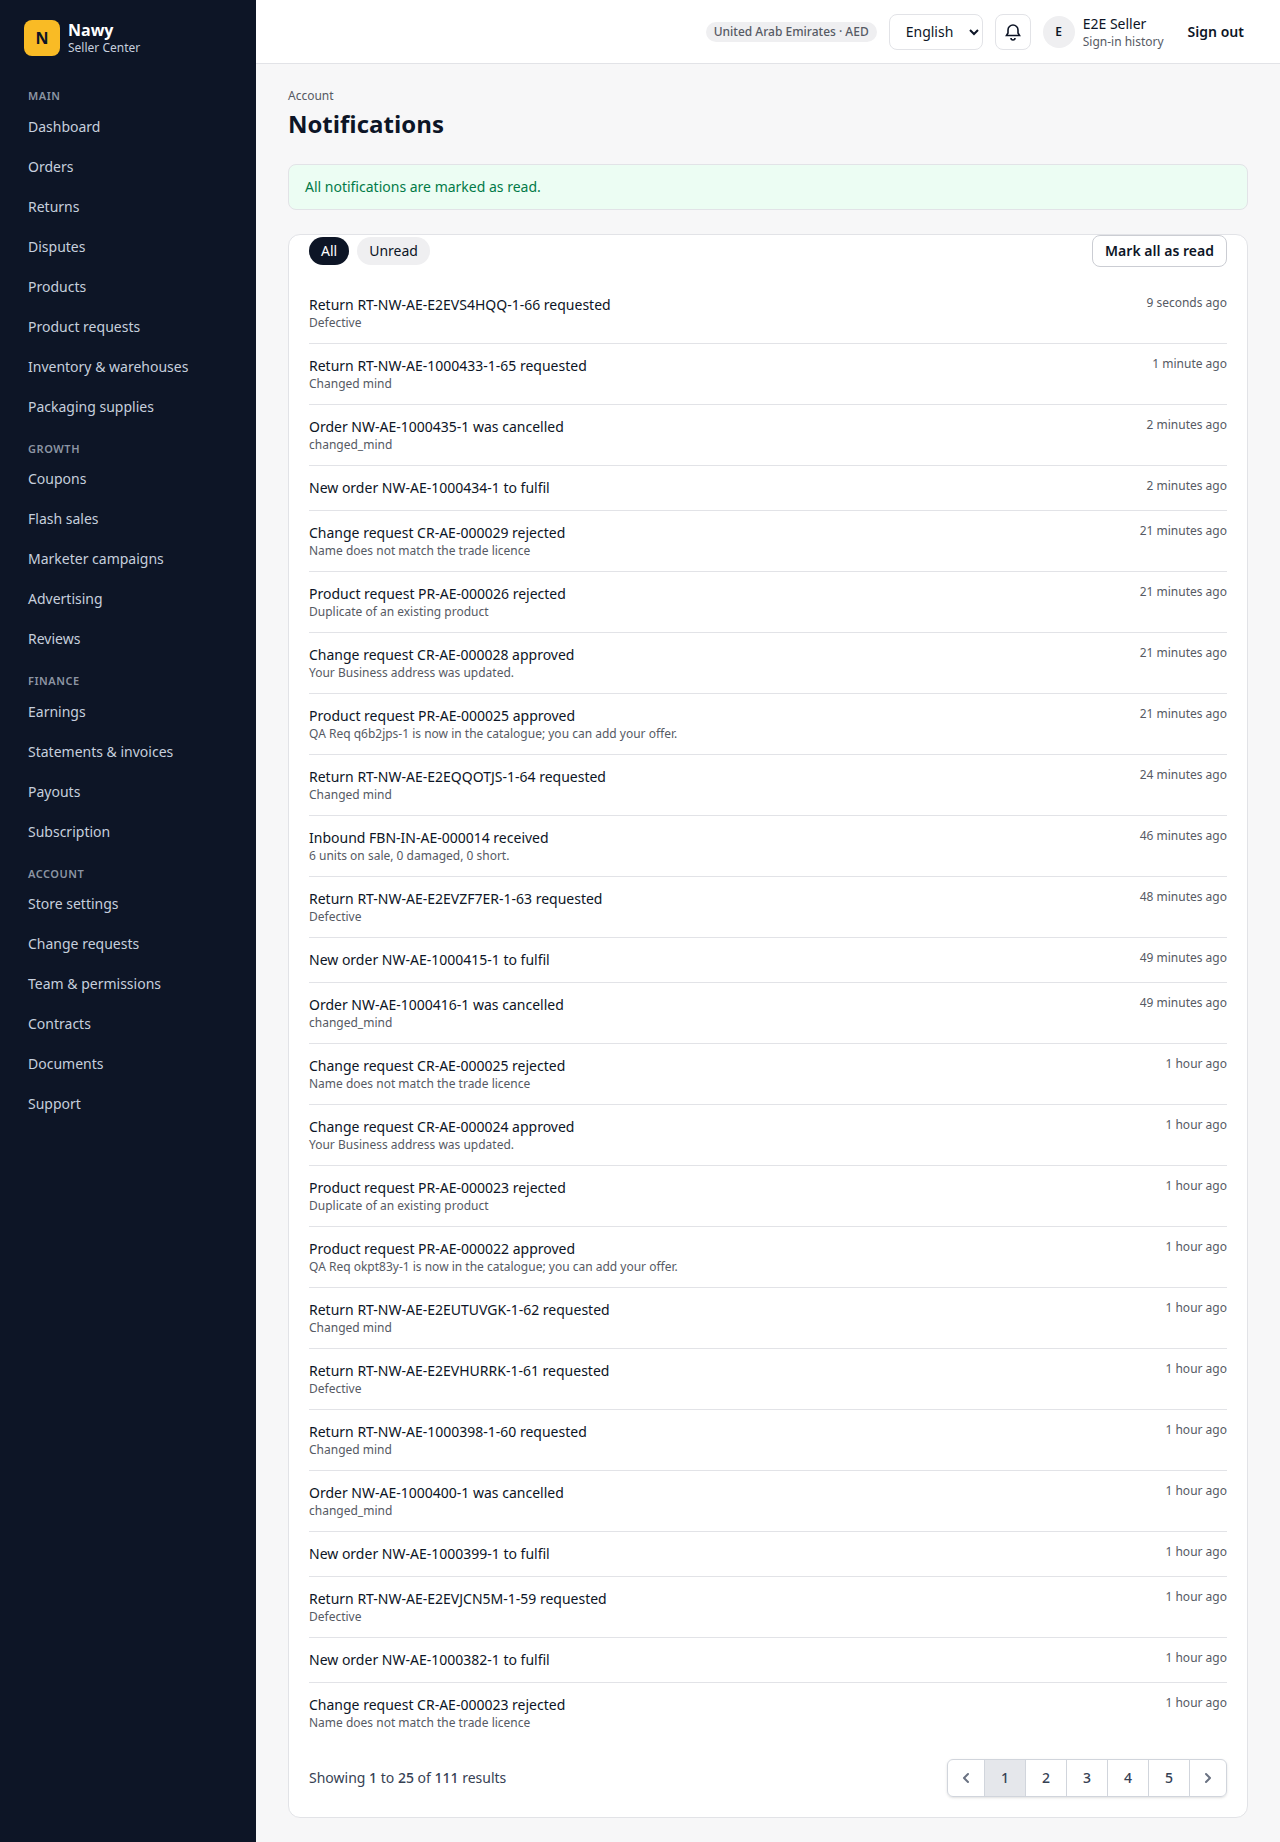 N
Nawy
Seller Center
MAIN
Dashboard
Orders
Returns
Disputes
Products
Product requests
Inventory & warehouses
Packaging supplies
GROWTH
Coupons
Flash sales
Marketer campaigns
Advertising
Reviews
FINANCE
Earnings
Statements & invoices
Payouts
Subscription
ACCOUNT
Store settings
Change requests
Team & permissions
Contracts
Documents
Support
United Arab Emirates · AED
English
E
E2E Seller
Sign-in history
Sign out
Account
Notifications
All notifications are marked as read.
All Unread Mark all as read
Return RT-NW-AE-E2EVS4HQQ-1-66 requested 9 seconds ago
Defective
Return RT-NW-AE-1000433-1-65 requested 1 minute ago
Changed mind
Order NW-AE-1000435-1 was cancelled 2 minutes ago
changed_mind
New order NW-AE-1000434-1 to fulfil 2 minutes ago
Change request CR-AE-000029 rejected 21 minutes ago
Name does not match the trade licence
Product request PR-AE-000026 rejected 21 minutes ago
Duplicate of an existing product
Change request CR-AE-000028 approved 21 minutes ago
Your Business address was updated.
Product request PR-AE-000025 approved 21 minutes ago
QA Req q6b2jps-1 is now in the catalogue; you can add your offer.
Return RT-NW-AE-E2EQQOTJS-1-64 requested 24 minutes ago
Changed mind
Inbound FBN-IN-AE-000014 received 46 minutes ago
6 units on sale, 0 damaged, 0 short.
Return RT-NW-AE-E2EVZF7ER-1-63 requested 48 minutes ago
Defective
New order NW-AE-1000415-1 to fulfil 49 minutes ago
Order NW-AE-1000416-1 was cancelled 49 minutes ago
changed_mind
Change request CR-AE-000025 rejected 1 hour ago
Name does not match the trade licence
Change request CR-AE-000024 approved 1 hour ago
Your Business address was updated.
Product request PR-AE-000023 rejected 1 hour ago
Duplicate of an existing product
Product request PR-AE-000022 approved 1 hour ago
QA Req okpt83y-1 is now in the catalogue; you can add your offer.
Return RT-NW-AE-E2EUTUVGK-1-62 requested 1 hour ago
Changed mind
Return RT-NW-AE-E2EVHURRK-1-61 requested 1 hour ago
Defective
Return RT-NW-AE-1000398-1-60 requested 1 hour ago
Changed mind
Order NW-AE-1000400-1 was cancelled 1 hour ago
changed_mind
New order NW-AE-1000399-1 to fulfil 1 hour ago
Return RT-NW-AE-E2EVJCN5M-1-59 requested 1 hour ago
Defective
New order NW-AE-1000382-1 to fulfil 1 hour ago
Change request CR-AE-000023 rejected 1 hour ago
Name does not match the trade licence
Showing 1 to 25 of 111 results 1 2 3 4 5